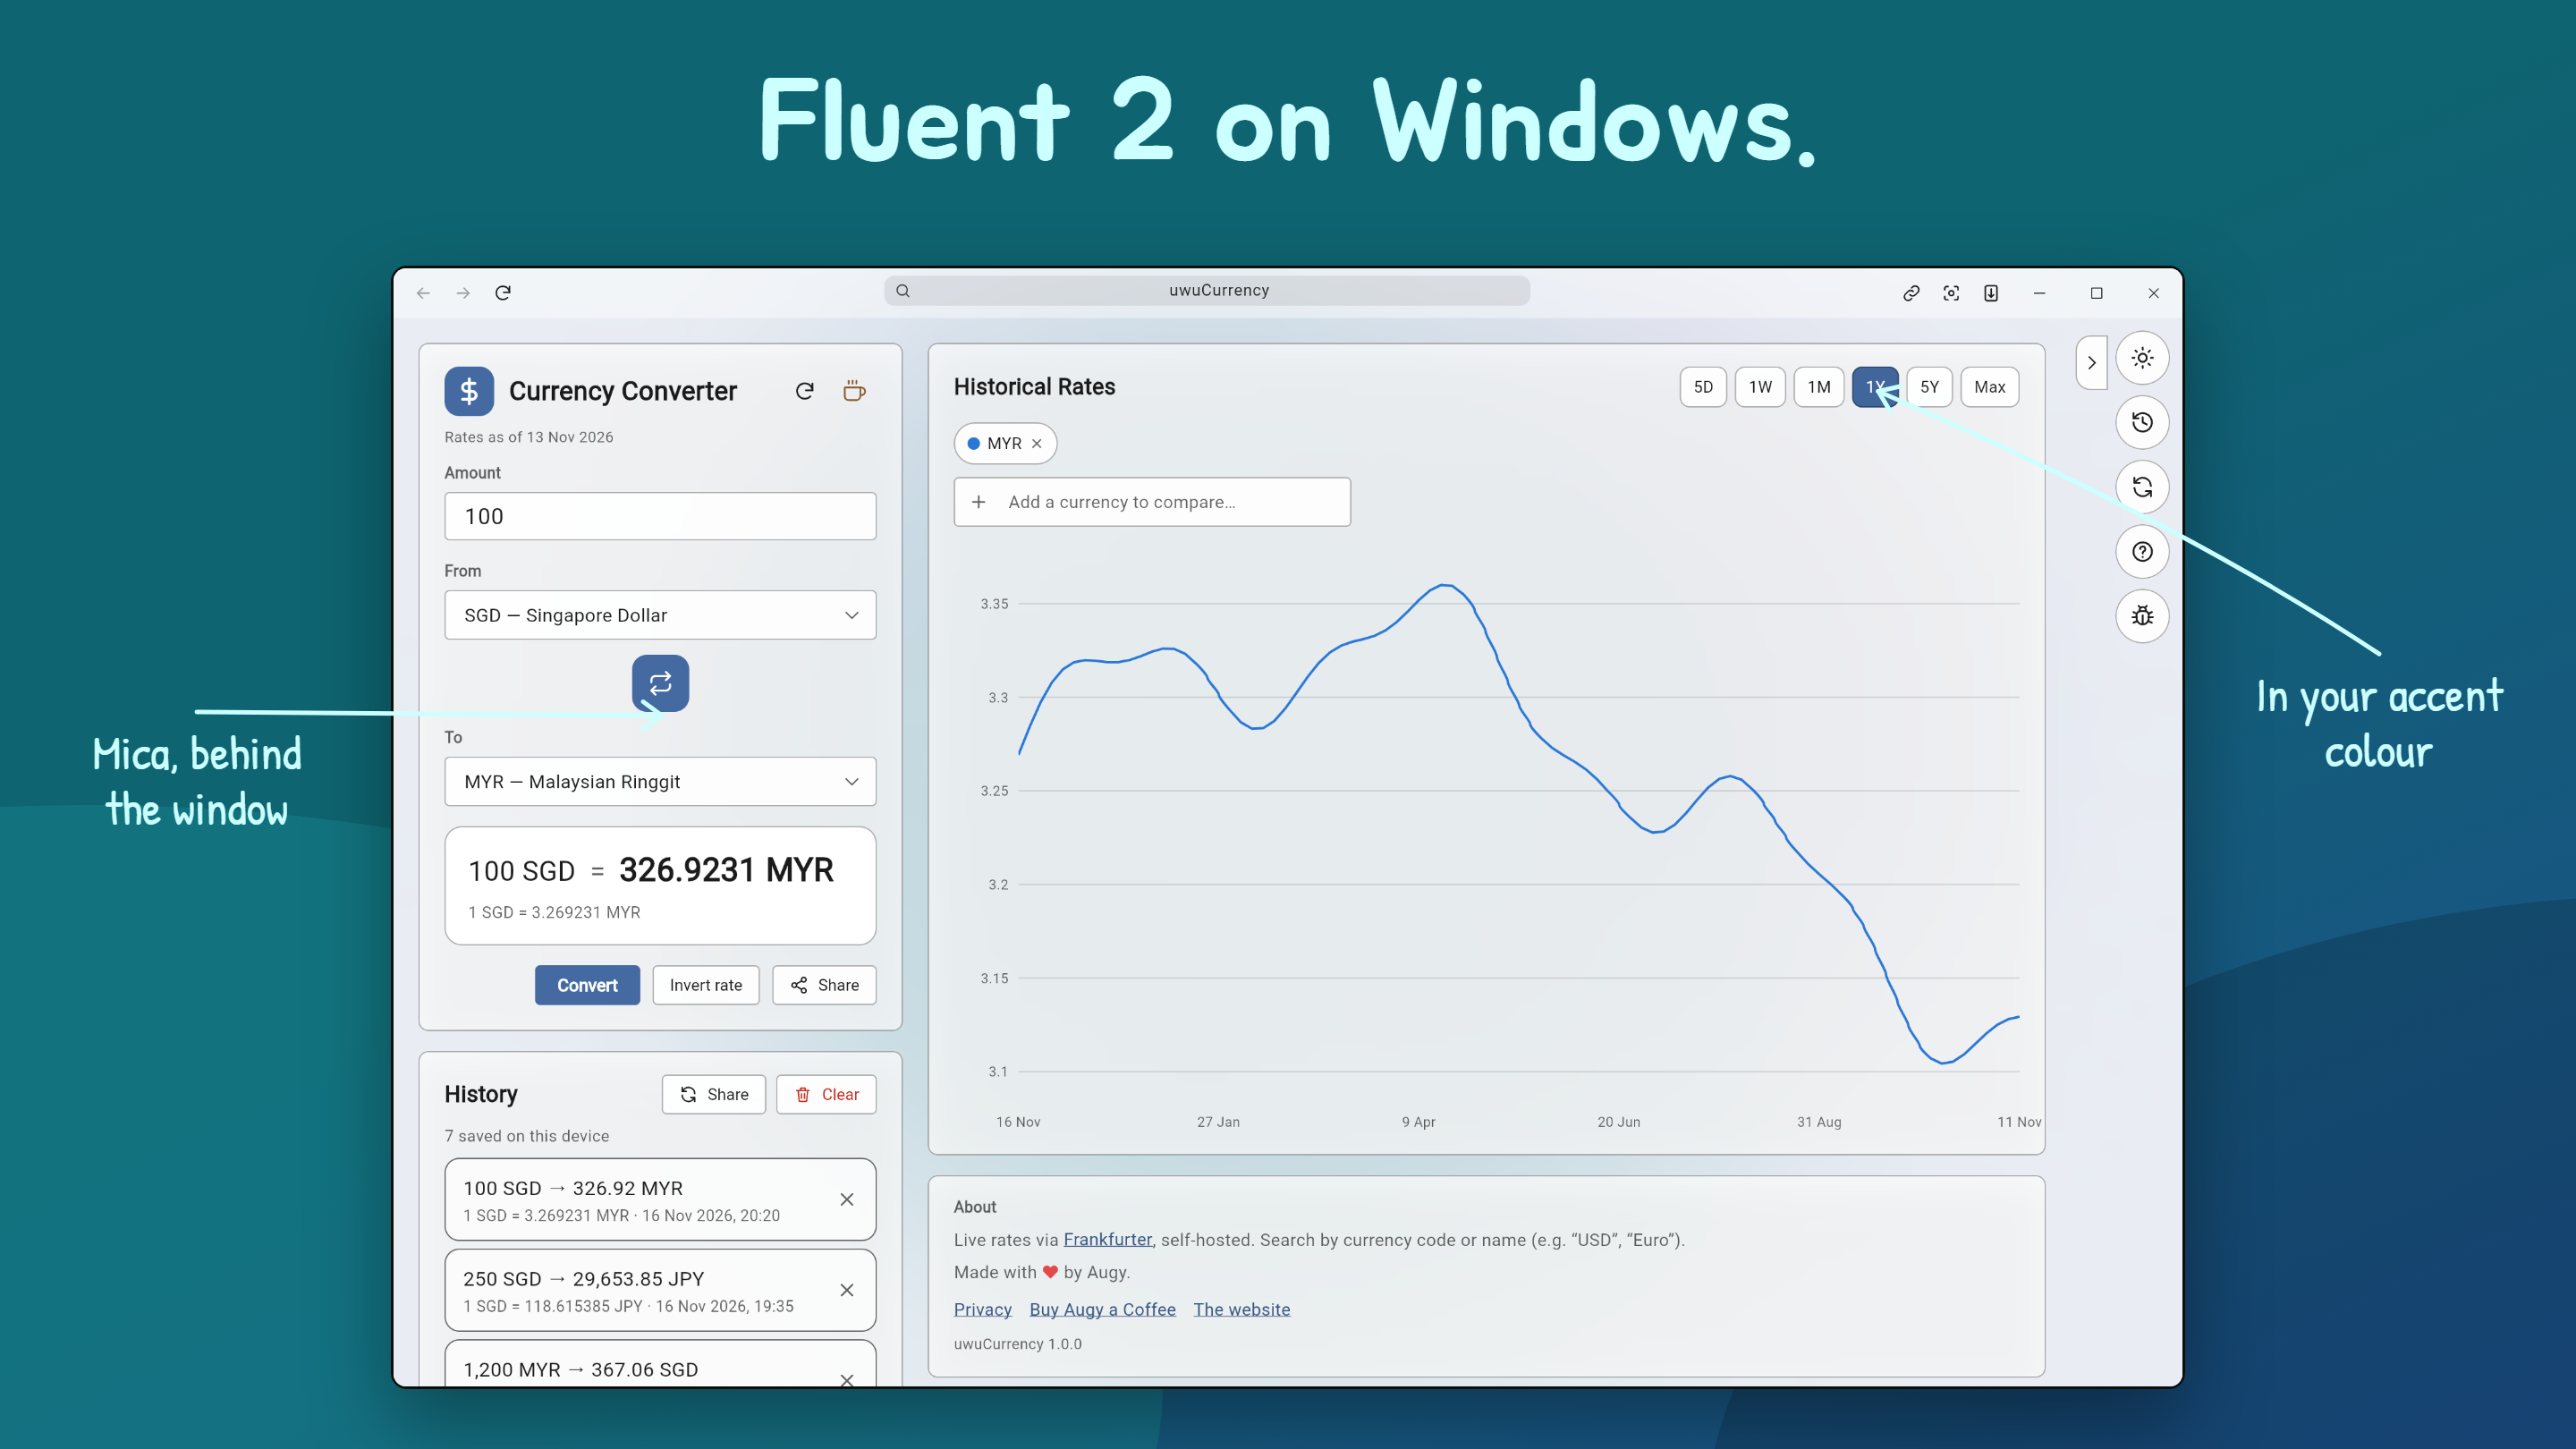 Fluent 2 on Windows.
uwuCurrency
Currency Converter
Rates as of 13 Nov 2026
Amount
100
From
SGD — Singapore Dollar
To
MYR — Malaysian Ringgit
100 SGD = 326.9231 MYR
1 SGD = 3.269231 MYR
Convert
Invert rate
Share
History
Share
Clear
7 saved on this device
100 SGD → 326.92 MYR
1 SGD = 3.269231 MYR · 16 Nov 2026, 20:20
250 SGD → 29,653.85 JPY
1 SGD = 118.615385 JPY · 16 Nov 2026, 19:35
1,200 MYR → 367.06 SGD
Historical Rates
5D
1W
1M
1Y
5Y
Max
MYR
Add a currency to compare…
3.35
3.3
3.25
3.2
3.15
3.1
16 Nov
27 Jan
9 Apr
20 Jun
31 Aug
11 Nov
About
Live rates via Frankfurter, self-hosted. Search by currency code or name (e.g. “USD”, “Euro”).
Made with ❤ by Augy.
Privacy
Buy Augy a Coffee
The website
uwuCurrency 1.0.0
Mica, behind
the window
In your accent
colour